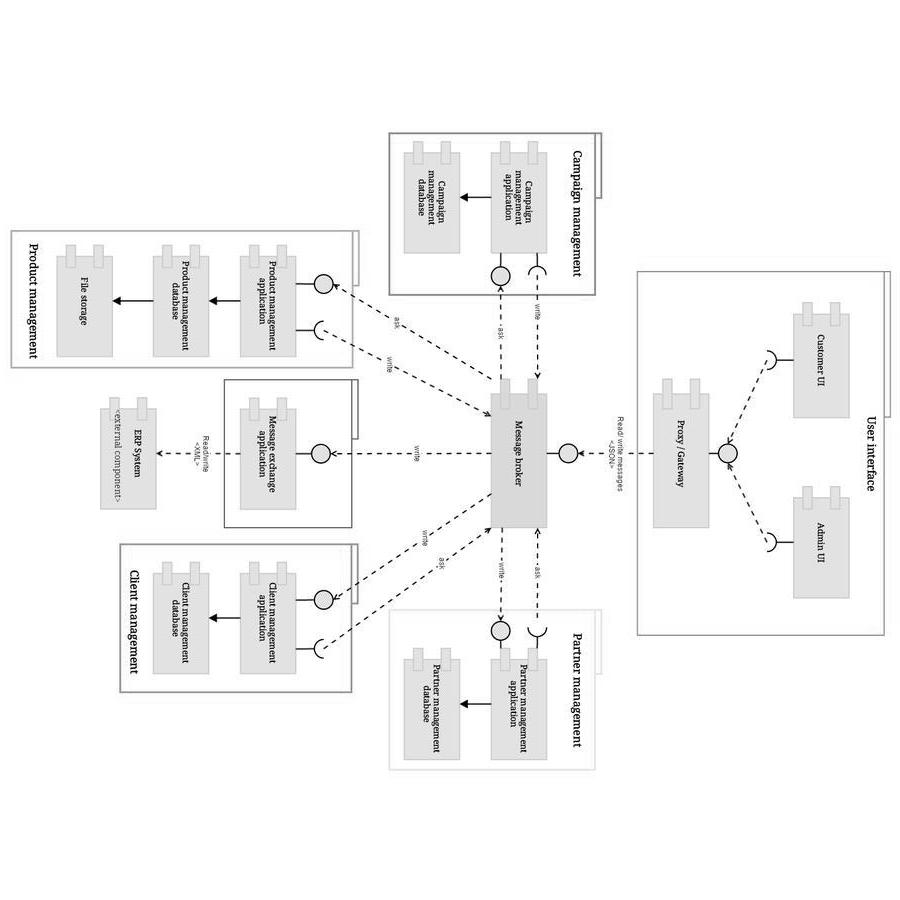 User interface
Customer UI
Admin UI
Proxy / Gateway
Read/ write messages
<JSON>
Campaign management
Campaign
management
application
Campaign
management
database
write
ask
Message broker
Partner management
Partner management
application
Partner management
database
ask
write
ask
write
write
write
ask
Product management
application
Product management
database
File storage
Product management
Message exchange
application
Read/write
<XML>
ERP System
<external component>
Client management
application
Client management
database
Client management